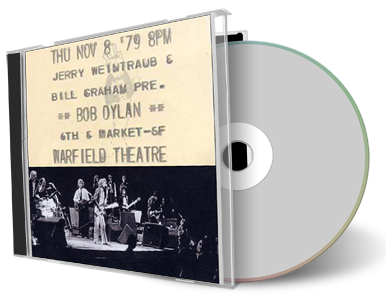 THU NOV 8 '79 8PM
JERRY WEINTRAUB &
BILL GRAHAM PRE.
** BOB DYLAN **
6TH & MARKET-SF
WARFIELD THEATRE